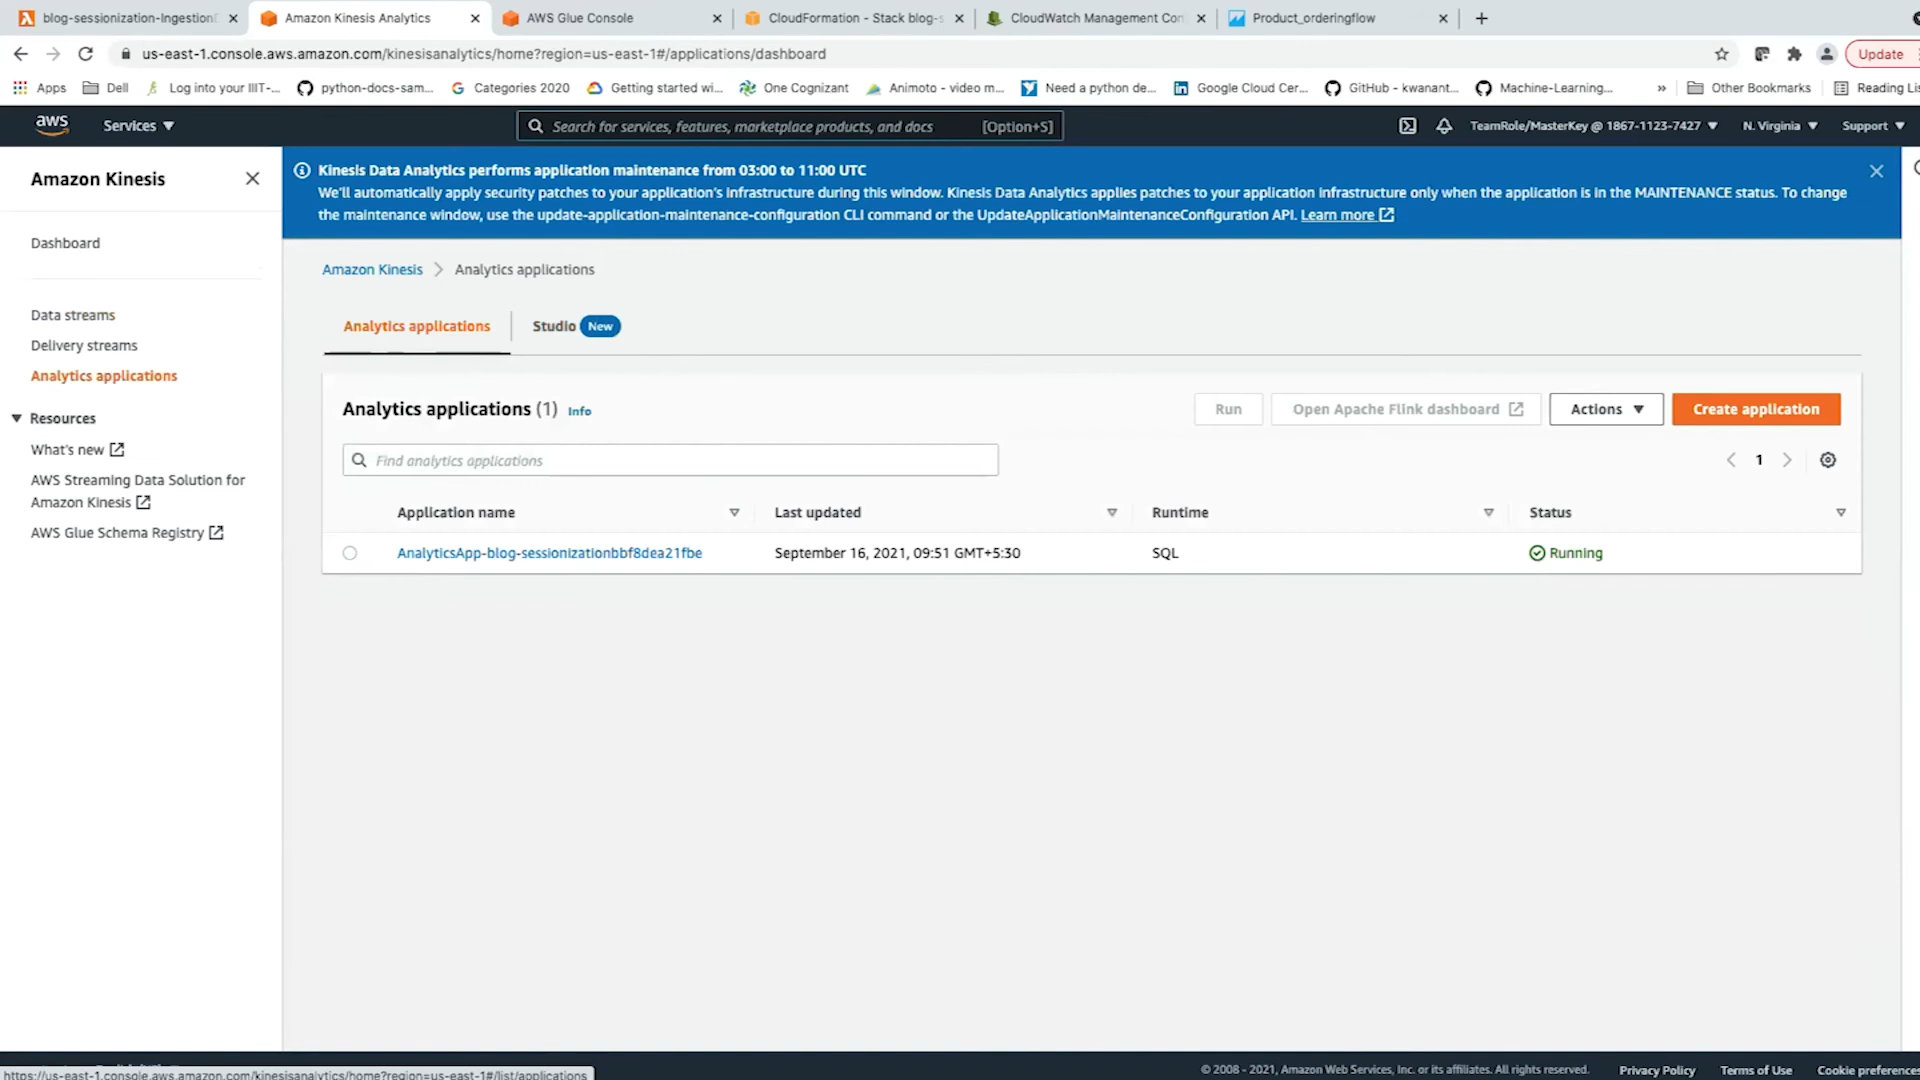 blog-sessionization-Ingestion
Amazon Kinesis Analytics
AWS Glue Console
CloudFormation - Stack blog-s
CloudWatch Management Con
Product_orderingflow
us-east-1.console.aws.amazon.com/kinesisanalytics/home?region=us-east-1#/applications/dashboard
Update
Apps
Dell
Log into your IIIT-...
python-docs-sam...
Categories 2020
Getting started wi...
One Cognizant
Animoto - video m...
Need a python de...
Google Cloud Cer...
GitHub - kwanant...
Machine-Learning...
»
Other Bookmarks
Reading Lis
aws
Services ▼
Search for services, features, marketplace products, and docs
[Option+S]
TeamRole/MasterKey @ 1867-1123-7427 ▼
N. Virginia ▼
Support ▼
Amazon Kinesis
Dashboard
Data streams
Delivery streams
Analytics applications
Resources
What's new
AWS Streaming Data Solution for
Amazon Kinesis
AWS Glue Schema Registry
Kinesis Data Analytics performs application maintenance from 03:00 to 11:00 UTC
We'll automatically apply security patches to your application's infrastructure during this window. Kinesis Data Analytics applies patches to your application infrastructure only when the application is in the MAINTENANCE status. To change
the maintenance window, use the update-application-maintenance-configuration CLI command or the UpdateApplicationMaintenanceConfiguration API. Learn more
Amazon Kinesis > Analytics applications
Analytics applications
Studio New
Analytics applications (1) Info
Run
Open Apache Flink dashboard
Actions ▼
Create application
Find analytics applications
1
Application name
Last updated
Runtime
Status
AnalyticsApp-blog-sessionizationbbf8dea21fbe
September 16, 2021, 09:51 GMT+5:30
SQL
Running
https://us-east-1.console.aws.amazon.com/kinesisanalytics/home?region=us-east-1#/list/applications
© 2008 - 2021, Amazon Web Services, Inc. or its affiliates. All rights reserved.
Privacy Policy
Terms of Use
Cookie preferences